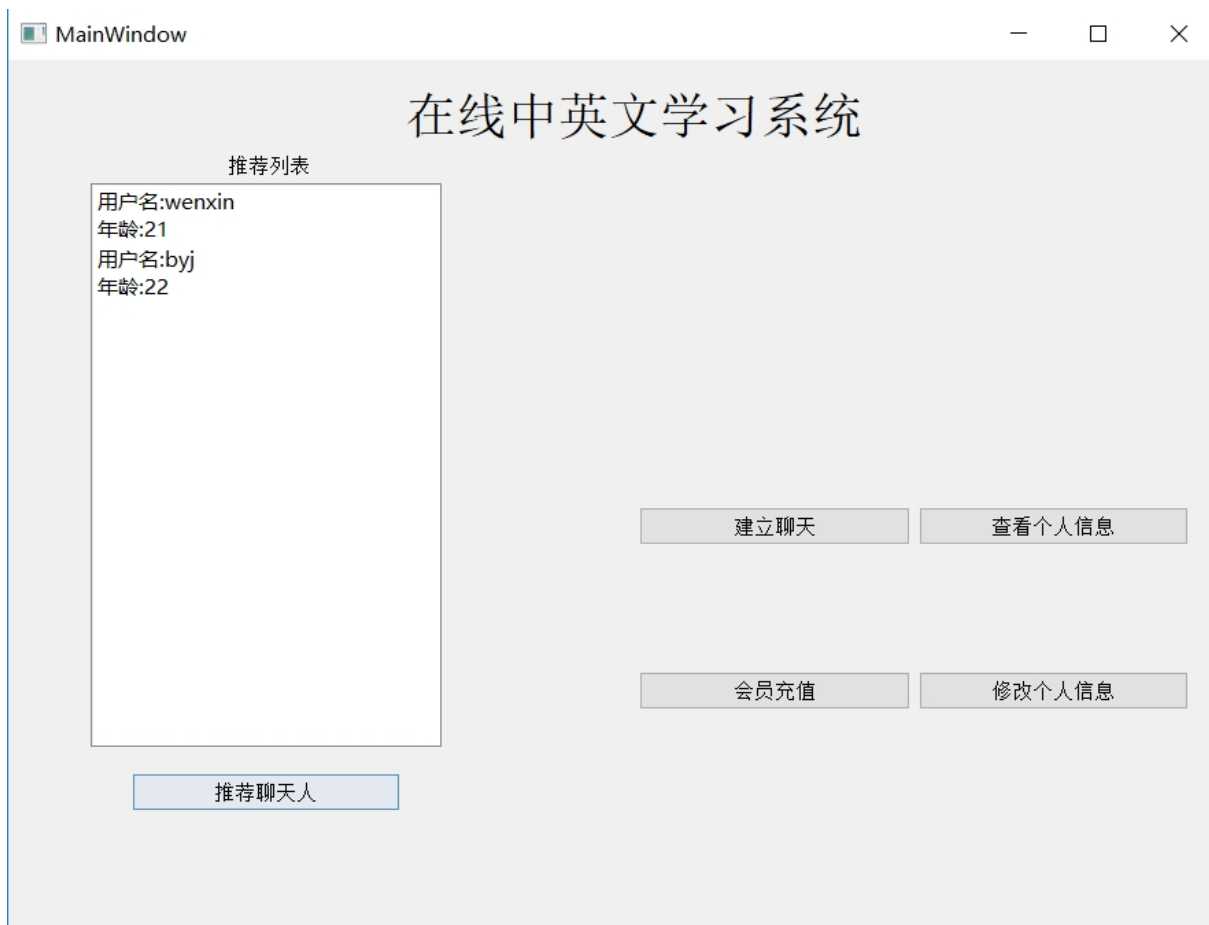 MainWindow
在线中英文学习系统
推荐列表
用户名:wenxin
年龄:21
用户名:byj
年龄:22
建立聊天
查看个人信息
会员充值
修改个人信息
推荐聊天人